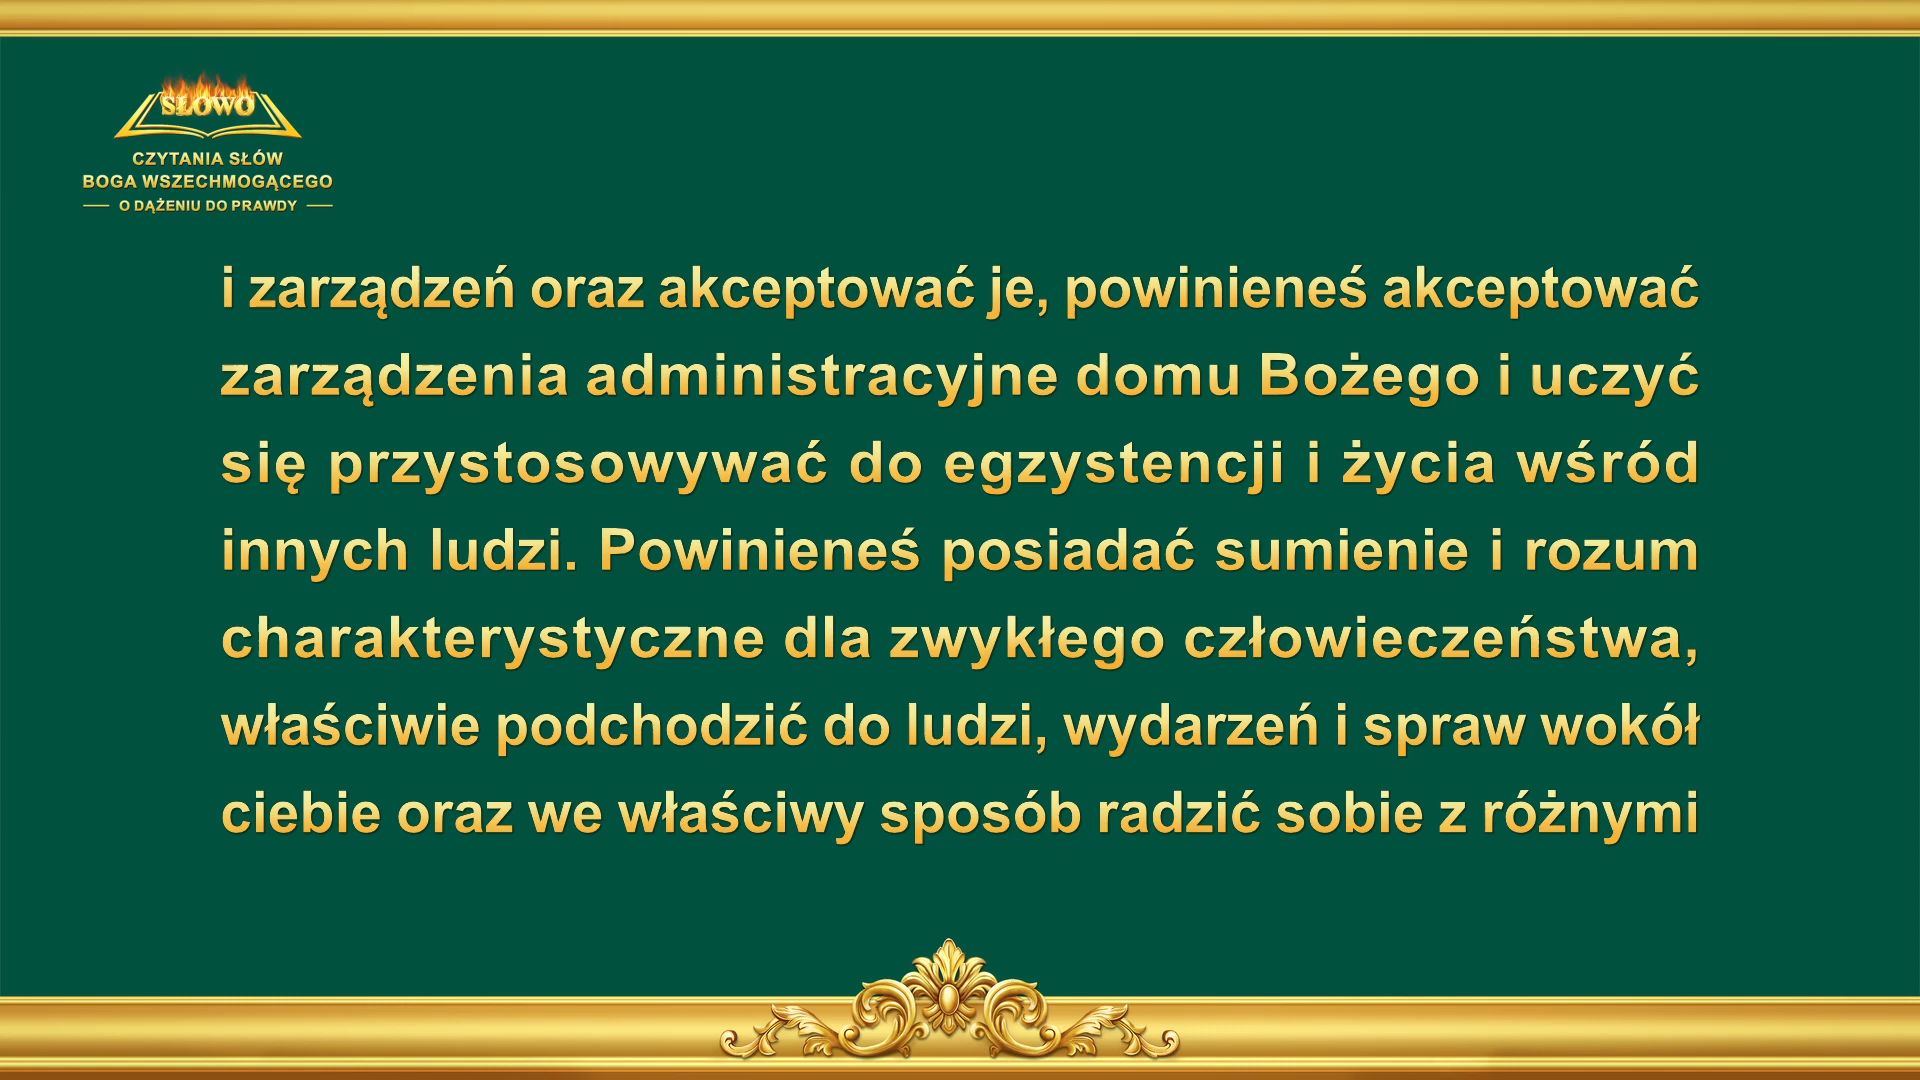 SŁOWO
CZYTANIA SŁÓW
BOGA WSZECHMOGĄCEGO
O DĄŻENIU DO PRAWDY
i zarządzeń oraz akceptować je, powinieneś akceptować
zarządzenia administracyjne domu Bożego i uczyć
się przystosowywać do egzystencji i życia wśród
innych ludzi. Powinieneś posiadać sumienie i rozum
charakterystyczne dla zwykłego człowieczeństwa,
właściwie podchodzić do ludzi, wydarzeń i spraw wokół
ciebie oraz we właściwy sposób radzić sobie z różnymi